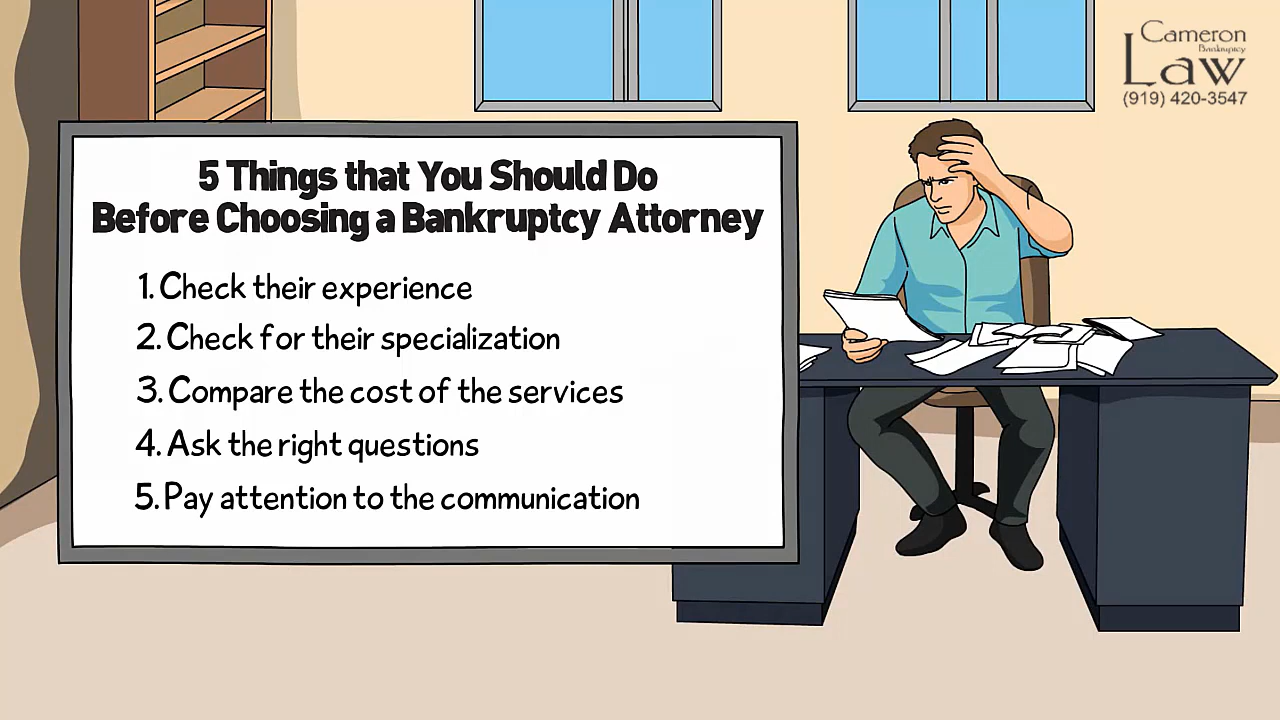 Cameron
Bankruptcy
Law
(919) 420-3547
5 Things that You Should Do
Before Choosing a Bankruptcy Attorney
1. Check their experience
2. Check for their specialization
3. Compare the cost of the services
4. Ask the right questions
5. Pay attention to the communication